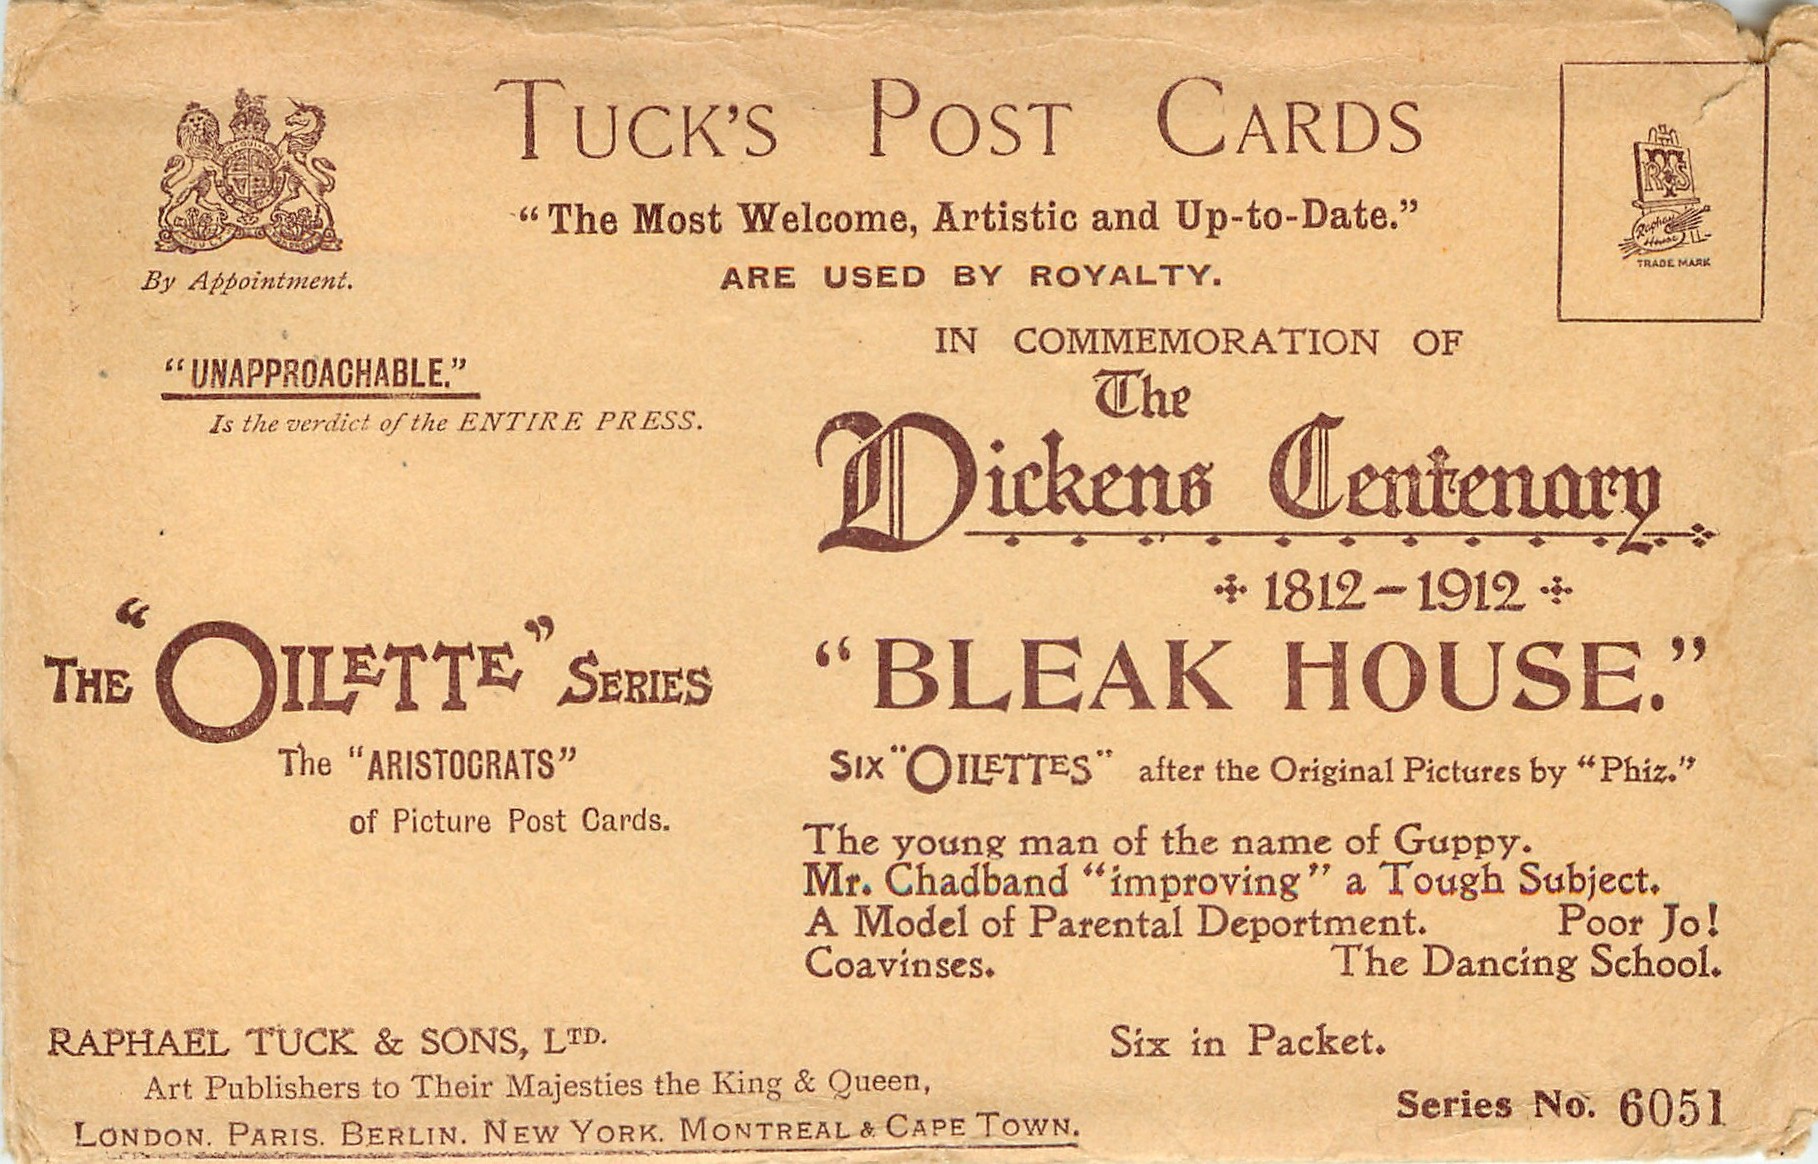 TUCK'S POST CARDS
"The Most Welcome, Artistic and Up-to-Date."
ARE USED BY ROYALTY.
By Appointment.
RTS
Raphael
House
TRADE MARK
"UNAPPROACHABLE."
Is the verdict of the ENTIRE PRESS.
IN COMMEMORATION OF
The
Dickens Centenary
1812-1912
"BLEAK HOUSE."
THE "OILETTE" SERIES
The "ARISTOCRATS"
of Picture Post Cards.
SIX "OILETTES" after the Original Pictures by "Phiz."
The young man of the name of Guppy.
Mr. Chadband "improving" a Tough Subject.
A Model of Parental Deportment. Poor Jo!
Coavinses. The Dancing School.
RAPHAEL TUCK & SONS, LTD.
Art Publishers to Their Majesties the King & Queen,
LONDON. PARIS. BERLIN. NEW YORK. MONTREAL & CAPE TOWN.
Six in Packet.
Series No. 6051